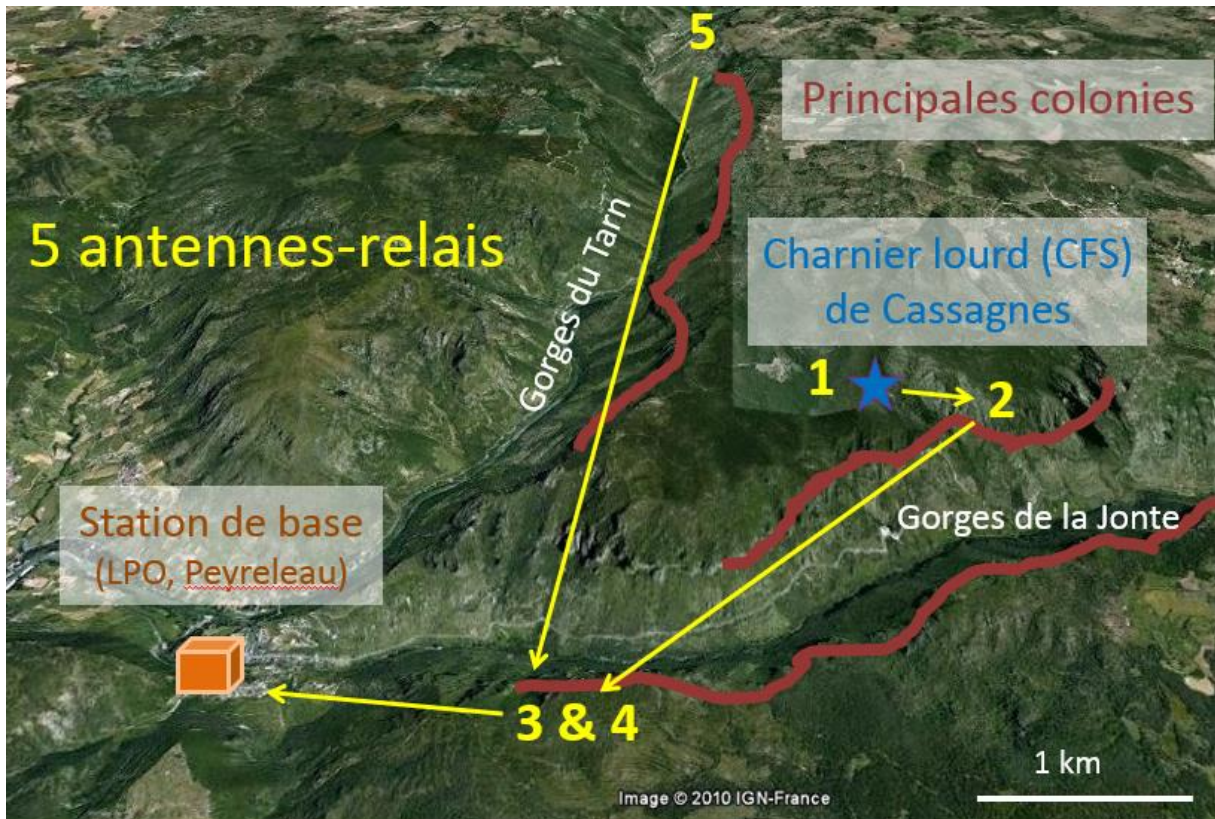 5
Principales colonies
5 antennes-relais
Gorges du Tarn
Charnier lourd (CFS)
de Cassagnes
1
2
Station de base
(LPO, Peyreleau)
Gorges de la Jonte
3 & 4
1 km
Image © 2010 IGN-France